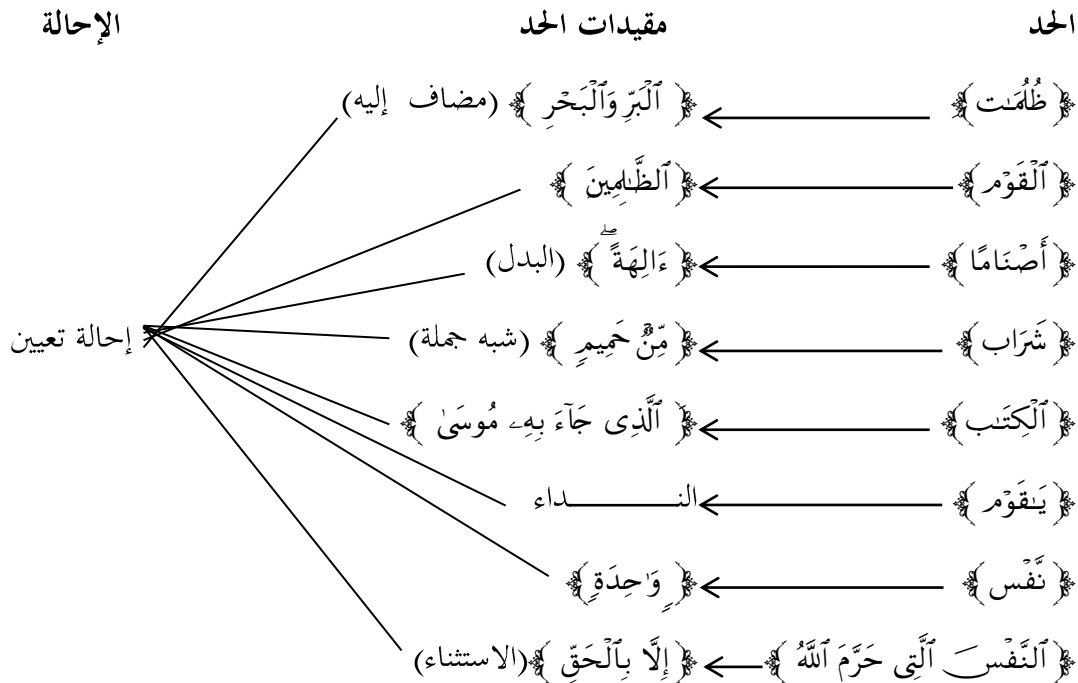 الحد مقيدات الحد الإحالة
﴿ ظُلُمَٰت ﴾ ﴿ ٱلْبَرِّ وَٱلْبَحْرِ ﴾ (مضاف إليه)
﴿ ٱلْقَوْم ﴾ ﴿ ٱلظَّٰلِمِينَ ﴾
﴿ أَصْنَامًا ﴾ ﴿ ءَالِهَةً ۖ ﴾ (البدل)
﴿ شَرَاب ﴾ ﴿ مِّنْ حَمِيمٍ ﴾ (شبه جملة) إحالة تعيين
﴿ ٱلْكِتَٰب ﴾ ﴿ ٱلَّذِى جَآءَ بِهِۦ مُوسَىٰ ﴾
﴿ يَٰقَوْم ﴾ النـــــــــداء
﴿ نَّفْس ﴾ ﴿ وَٰحِدَةٍ ﴾
﴿ ٱلنَّفْسَ ٱلَّتِى حَرَّمَ ٱللَّهُ ﴾ ﴿ إِلَّا بِٱلْحَقِّ ﴾ (الاستثناء)